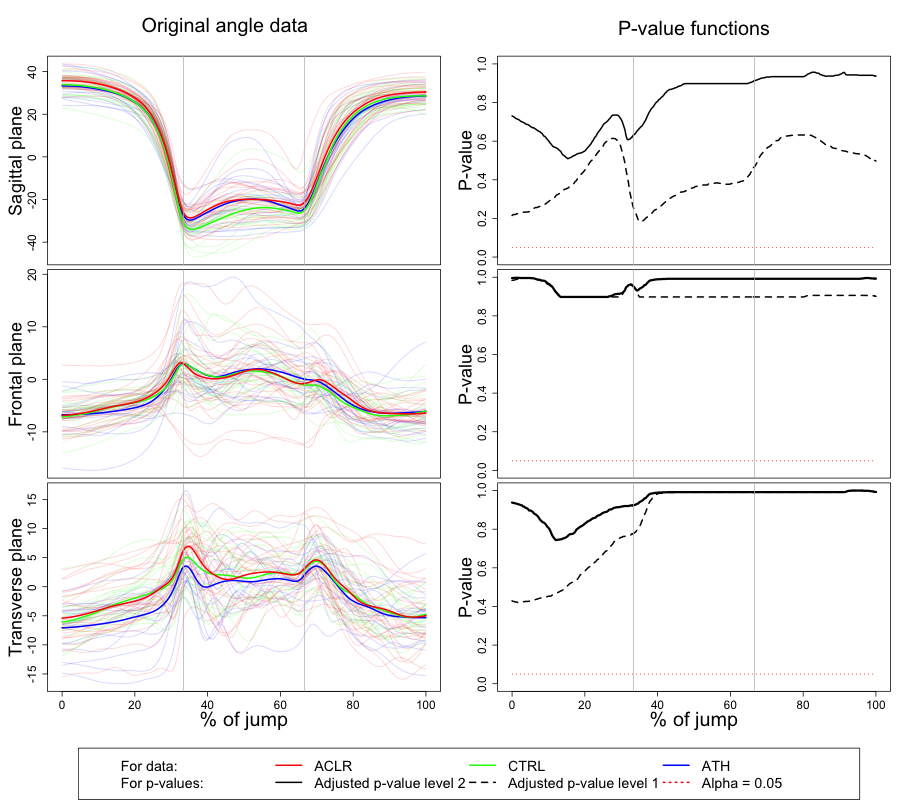 Original angle data
P-value functions
Sagittal plane
40
20
0
-20
-40
P-value
1.0
0.8
0.6
0.4
0.2
0.0
Frontal plane
20
10
0
-10
P-value
1.0
0.8
0.6
0.4
0.2
0.0
Transverse plane
15
10
5
0
-5
-10
-15
P-value
1.0
0.8
0.6
0.4
0.2
0.0
0 20 40 60 80 100
0 20 40 60 80 100
% of jump
% of jump
For data: ACLR CTRL ATH
For p-values: Adjusted p-value level 2 Adjusted p-value level 1 Alpha = 0.05